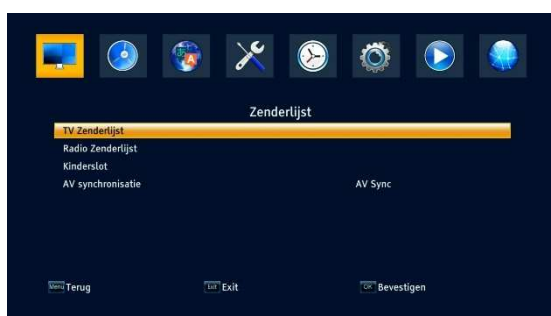 Zenderlijst
TV Zenderlijst
Radio Zenderlijst
Kinderslot
AV synchronisatie AV Sync
Menu Terug Exit Exit OK Bevestigen